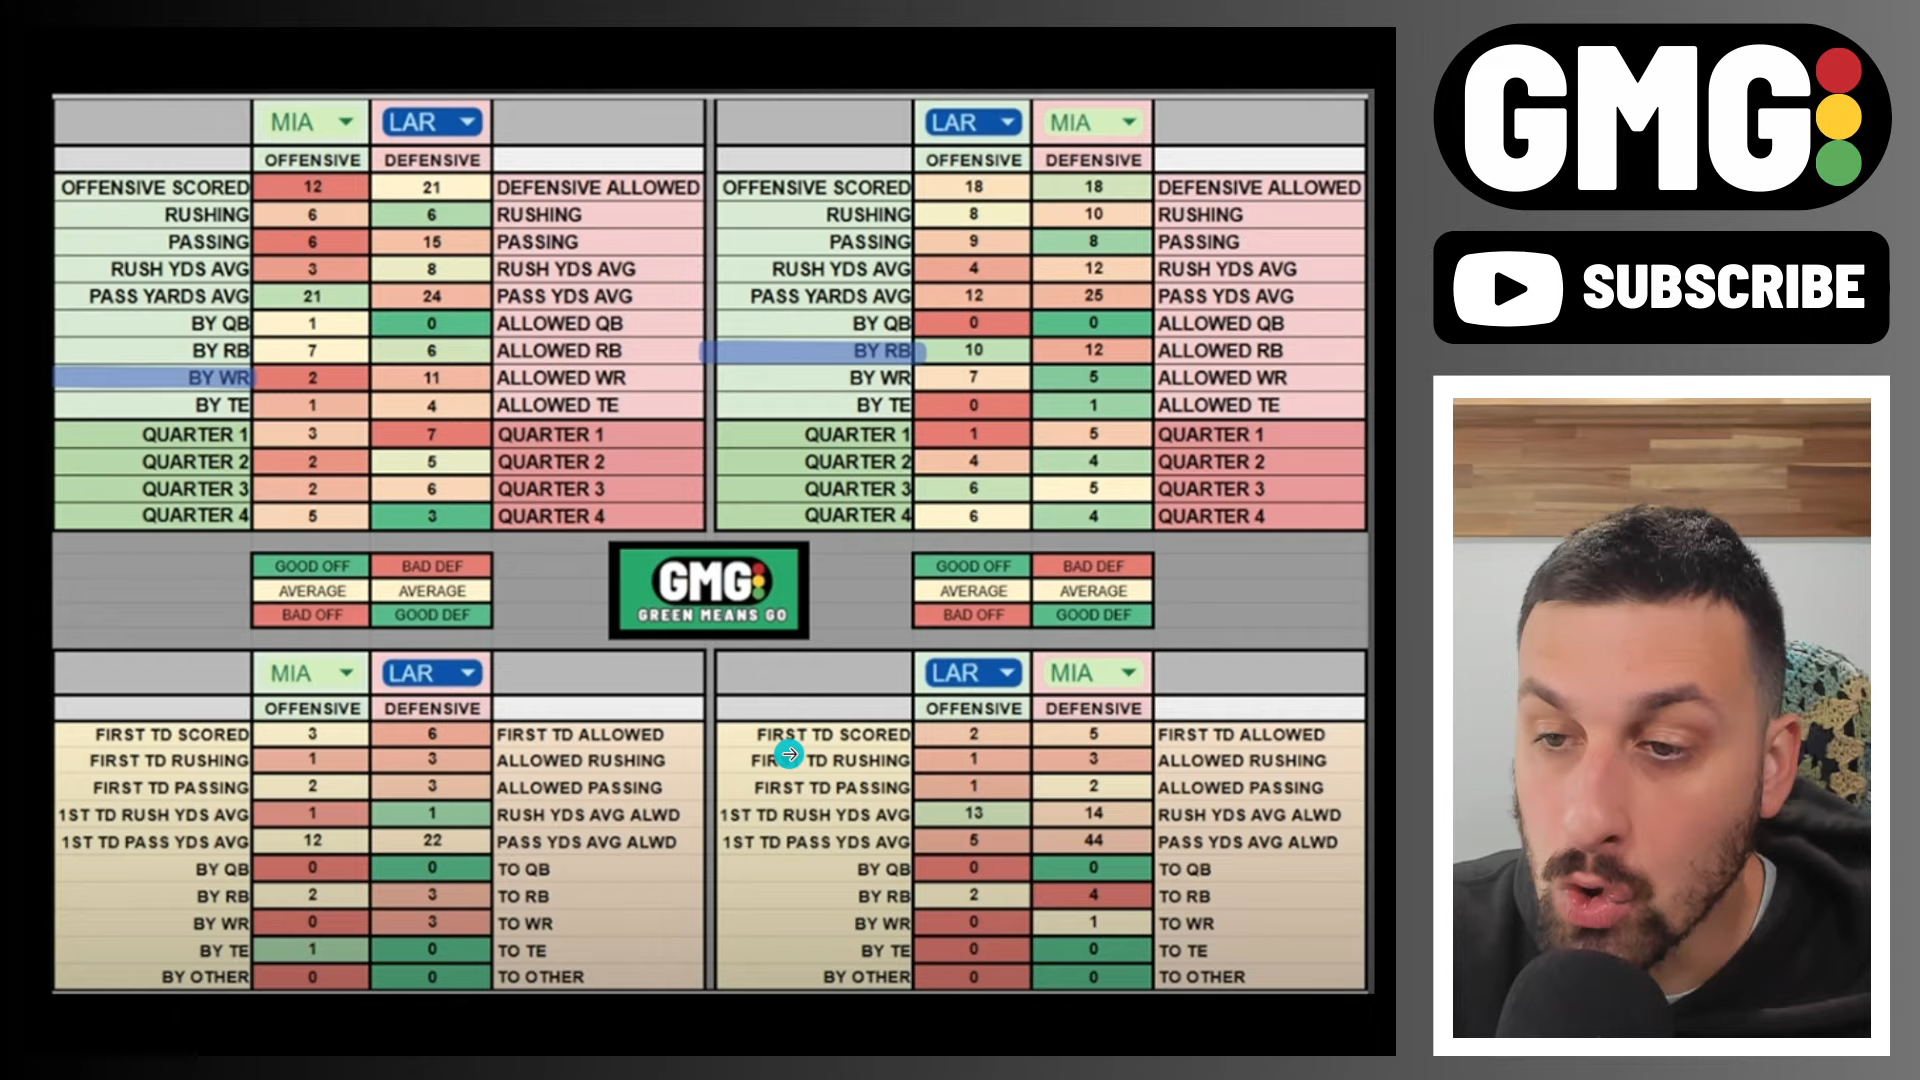 MIA LAR
OFFENSIVE DEFENSIVE
OFFENSIVE SCORED 12 21 DEFENSIVE ALLOWED
RUSHING 6 6 RUSHING
PASSING 6 15 PASSING
RUSH YDS AVG 3 8 RUSH YDS AVG
PASS YARDS AVG 21 24 PASS YDS AVG
BY QB 1 0 ALLOWED QB
BY RB 7 6 ALLOWED RB
BY WR 2 11 ALLOWED WR
BY TE 1 4 ALLOWED TE
QUARTER 1 3 7 QUARTER 1
QUARTER 2 2 5 QUARTER 2
QUARTER 3 2 6 QUARTER 3
QUARTER 4 5 3 QUARTER 4
GOOD OFF BAD DEF
AVERAGE AVERAGE
BAD OFF GOOD DEF
LAR MIA
OFFENSIVE DEFENSIVE
OFFENSIVE SCORED 18 18 DEFENSIVE ALLOWED
RUSHING 8 10 RUSHING
PASSING 9 8 PASSING
RUSH YDS AVG 4 12 RUSH YDS AVG
PASS YARDS AVG 12 25 PASS YDS AVG
BY QB 0 0 ALLOWED QB
BY RB 10 12 ALLOWED RB
BY WR 7 5 ALLOWED WR
BY TE 0 1 ALLOWED TE
QUARTER 1 1 5 QUARTER 1
QUARTER 2 4 4 QUARTER 2
QUARTER 3 6 5 QUARTER 3
QUARTER 4 6 4 QUARTER 4
GOOD OFF BAD DEF
AVERAGE AVERAGE
BAD OFF GOOD DEF
GMG
GREEN MEANS GO
MIA LAR
OFFENSIVE DEFENSIVE
FIRST TD SCORED 3 6 FIRST TD ALLOWED
FIRST TD RUSHING 1 3 ALLOWED RUSHING
FIRST TD PASSING 2 3 ALLOWED PASSING
1ST TD RUSH YDS AVG 1 1 RUSH YDS AVG ALWD
1ST TD PASS YDS AVG 12 22 PASS YDS AVG ALWD
BY QB 0 0 TO QB
BY RB 2 3 TO RB
BY WR 0 3 TO WR
BY TE 1 0 TO TE
BY OTHER 0 0 TO OTHER
LAR MIA
OFFENSIVE DEFENSIVE
FIRST TD SCORED 2 5 FIRST TD ALLOWED
FIR TD RUSHING 1 3 ALLOWED RUSHING
FIRST TD PASSING 1 2 ALLOWED PASSING
1ST TD RUSH YDS AVG 13 14 RUSH YDS AVG ALWD
1ST TD PASS YDS AVG 5 44 PASS YDS AVG ALWD
BY QB 0 0 TO QB
BY RB 2 4 TO RB
BY WR 0 1 TO WR
BY TE 0 0 TO TE
BY OTHER 0 0 TO OTHER
GMG
SUBSCRIBE